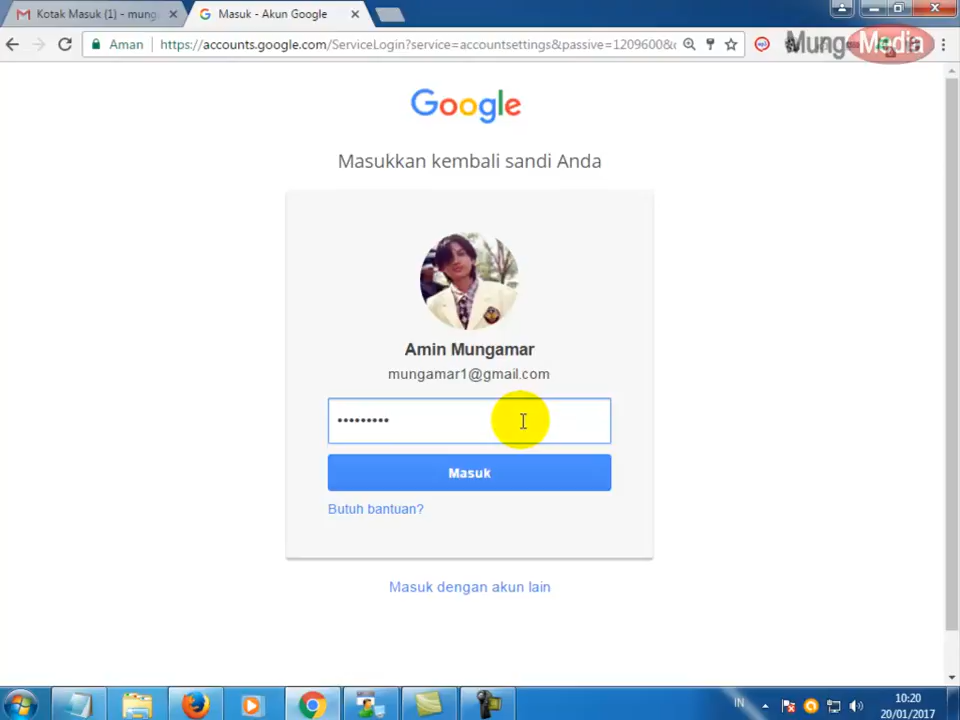 Kotak Masuk (1) - mung
Masuk - Akun Google
Aman
https://accounts.google.com/ServiceLogin?service=accountsettings&passive=1209600&c
Mung Media
Google
Masukkan kembali sandi Anda
Amin Mungamar
mungamar1@gmail.com
Masuk
Butuh bantuan?
Masuk dengan akun lain
IN
10:20
20/01/2017